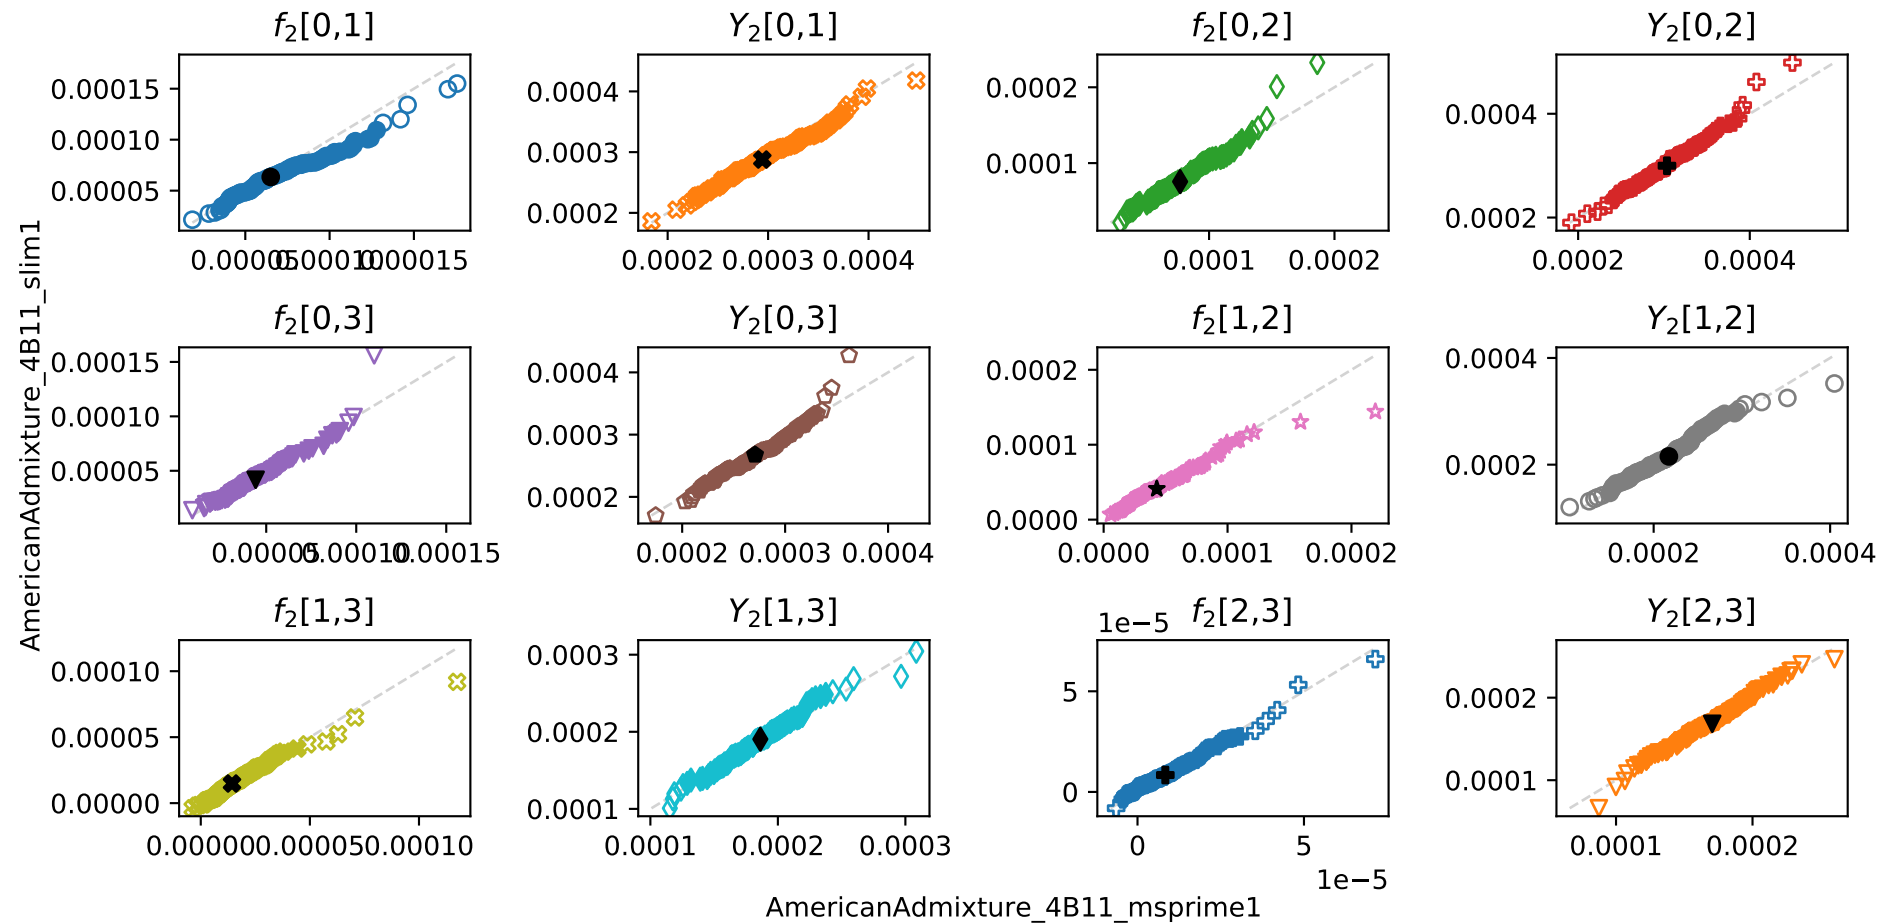 f₂[0,1] Y₂[0,1] f₂[0,2] Y₂[0,2]
0.00015 0.0004 0.0002 0.0004
0.00010 0.0003 0.0001 0.0002
0.00005 0.0002
0.00005 0.00010 0.00015 0.0002 0.0003 0.0004 0.0001 0.0002 0.0002 0.0004
f₂[0,3] Y₂[0,3] f₂[1,2] Y₂[1,2]
0.00015 0.0004 0.0002 0.0004
0.00010 0.0003 0.0001 0.0002
0.00005 0.0002 0.0000
0.00005 0.00010 0.00015 0.0002 0.0003 0.0004 0.0000 0.0001 0.0002 0.0002 0.0004
f₂[1,3] Y₂[1,3] 1e−5 f₂[2,3] Y₂[2,3]
0.00010 0.0003 5 0.0002
0.00005 0.0002 0 0.0001
0.00000 0.0001
0.00000 0.00005 0.00010 0.0001 0.0002 0.0003 0 5 0.0001 0.0002
1e−5
AmericanAdmixture_4B11_slim1
AmericanAdmixture_4B11_msprime1